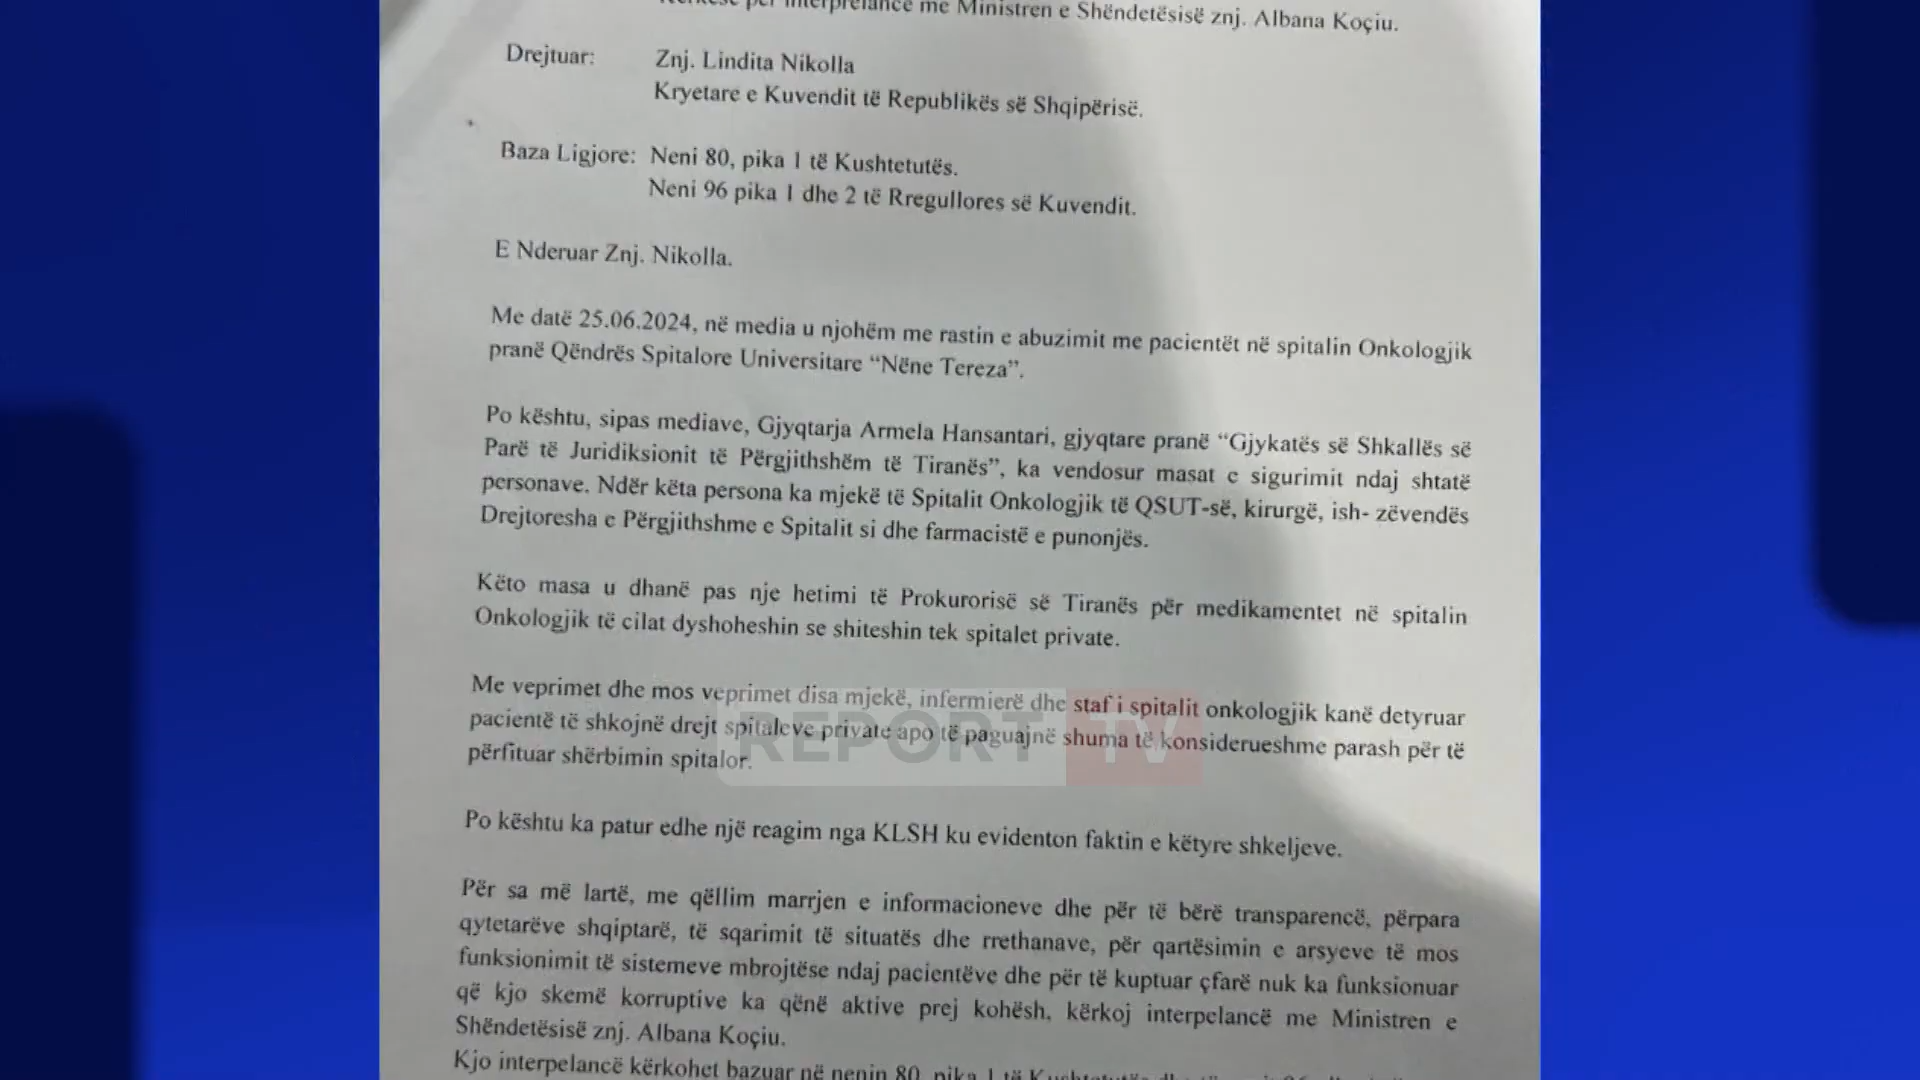 për interpelancë me Ministren e Shëndetësisë znj. Albana Koçiu.
Drejtuar: Znj. Lindita Nikolla
Kryetare e Kuvendit të Republikës së Shqipërisë.
Baza Ligjore: Neni 80, pika 1 të Kushtetutës.
Neni 96 pika 1 dhe 2 të Rregullores së Kuvendit.
E Nderuar Znj. Nikolla.
Me datë 25.06.2024, në media u njohëm me rastin e abuzimit me pacientët në spitalin Onkologjik
pranë Qëndrës Spitalore Universitare “Nëne Tereza”.
Po kështu, sipas mediave, Gjyqtarja Armela Hansantari, gjyqtare pranë “Gjykatës së Shkallës së
Parë të Juridiksionit të Përgjithshëm të Tiranës”, ka vendosur masat e sigurimit ndaj shtatë
personave. Ndër këta persona ka mjekë të Spitalit Onkologjik të QSUT-së, kirurgë, ish- zëvendës
Drejtoresha e Përgjithshme e Spitalit si dhe farmacistë e punonjës.
Këto masa u dhanë pas nje hetimi të Prokurorisë së Tiranës për medikamentet në spitalin
Onkologjik të cilat dyshoheshin se shiteshin tek spitalet private.
Me veprimet dhe mos veprimet disa mjekë, infermierë dhe staf i spitalit onkologjik kanë detyruar
pacientë të shkojnë drejt spitaleve private apo të paguajnë shuma të konsiderueshme parash për të
përfituar shërbimin spitalor.
REPORT TV
Po kështu ka patur edhe një reagim nga KLSH ku evidenton faktin e këtyre shkeljeve.
Për sa më lartë, me qëllim marrjen e informacioneve dhe për të bërë transparencë, përpara
qytetarëve shqiptarë, të sqarimit të situatës dhe rrethanave, për qartësimin e arsyeve të mos
funksionimit të sistemeve mbrojtëse ndaj pacientëve dhe për të kuptuar çfarë nuk ka funksionuar
që kjo skemë korruptive ka qënë aktive prej kohësh, kërkoj interpelancë me Ministren e
Shëndetësisë znj. Albana Koçiu.
Kjo interpelancë kërkohet bazuar në nenin 80, pika 1 të